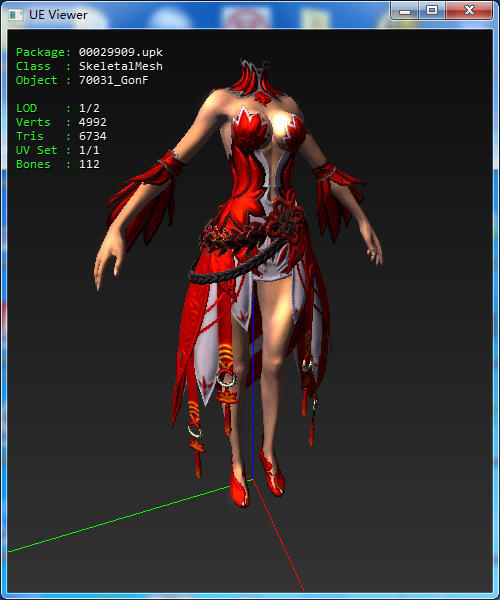 UE Viewer
Package: 00029909.upk
Class : SkeletalMesh
Object : 70031_GonF
LOD : 1/2
Verts : 4992
Tris : 6734
UV Set : 1/1
Bones : 112